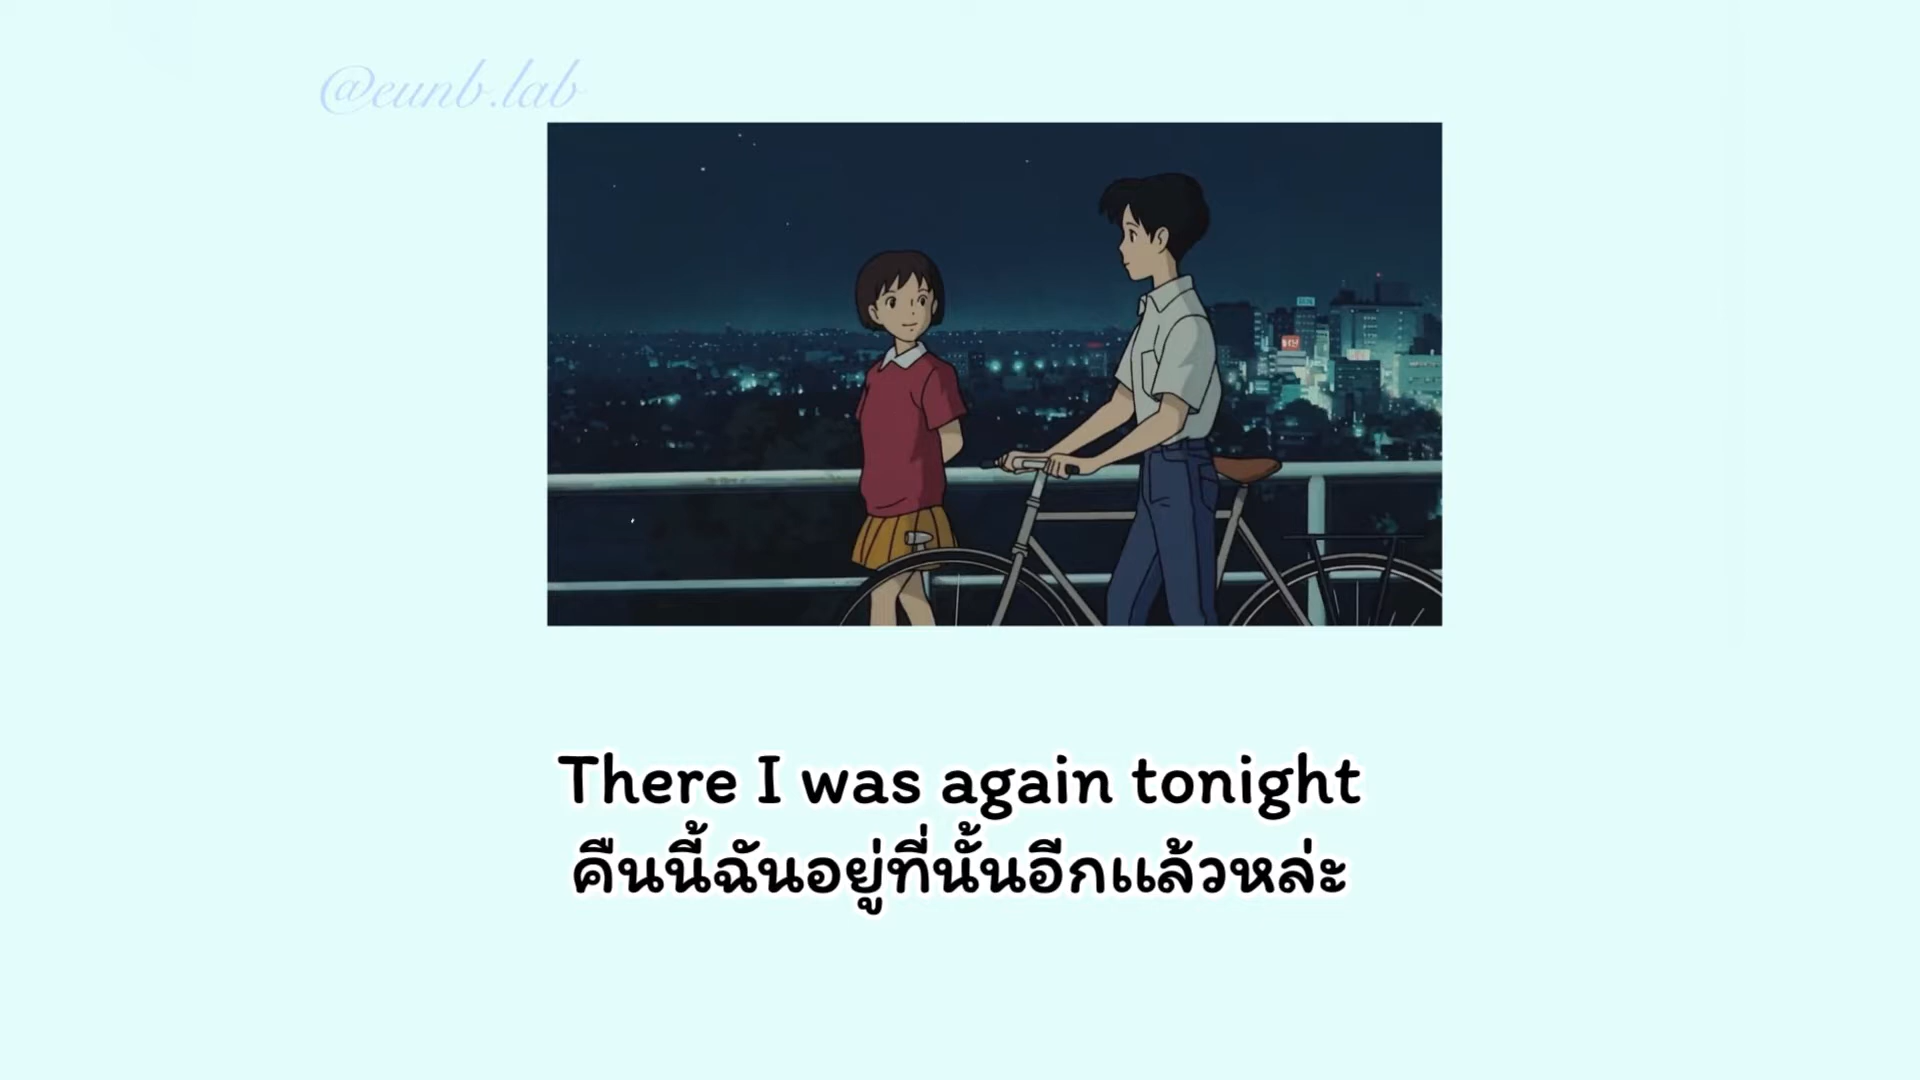 @eunb.lab
There I was again tonight
คืนนี้ฉันอยู่ที่นั้นอีกแล้วหล่ะ